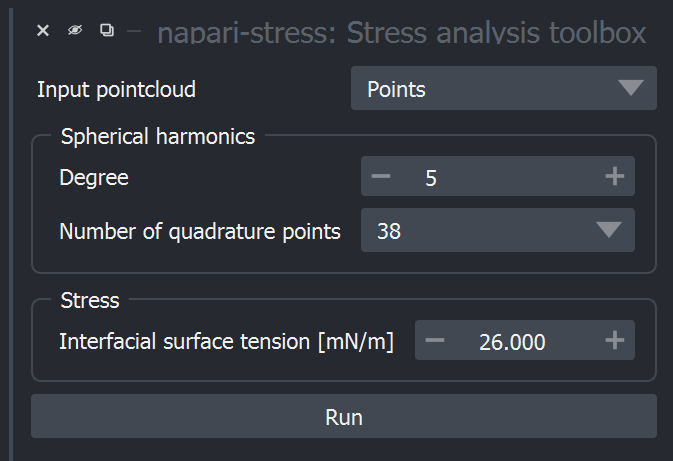 napari-stress: Stress analysis toolbox
Input pointcloud Points
Spherical harmonics
Degree 5
Number of quadrature points 38
Stress
Interfacial surface tension [mN/m] 26.000
Run